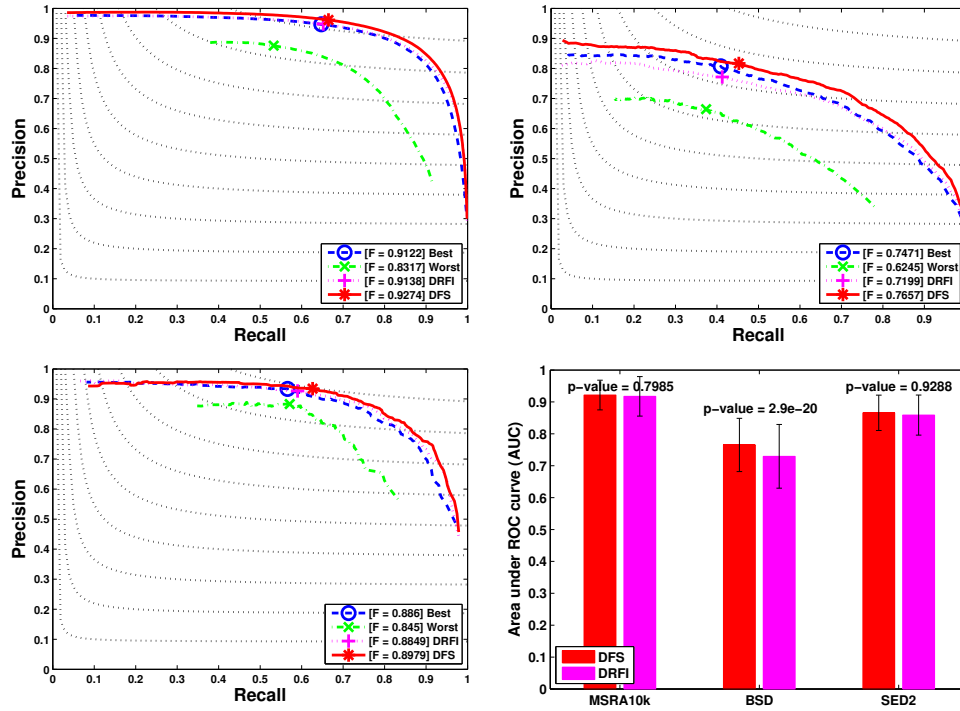 1
0.9
0.8
0.7
0.6
0.5
0.4
0.3
0.2
0.1
0
Precision
0 0.1 0.2 0.3 0.4 0.5 0.6 0.7 0.8 0.9 1
Recall
[F = 0.9122] Best
[F = 0.8317] Worst
[F = 0.9138] DRFI
[F = 0.9274] DFS
1
0.9
0.8
0.7
0.6
0.5
0.4
0.3
0.2
0.1
0
Precision
0 0.1 0.2 0.3 0.4 0.5 0.6 0.7 0.8 0.9
Recall
[F = 0.7471] Best
[F = 0.6245] Worst
[F = 0.7199] DRFI
[F = 0.7657] DFS
1
0.9
0.8
0.7
0.6
0.5
0.4
0.3
0.2
0.1
0
Precision
0 0.1 0.2 0.3 0.4 0.5 0.6 0.7 0.8 0.9 1
Recall
[F = 0.886] Best
[F = 0.845] Worst
[F = 0.8849] DRFI
[F = 0.8979] DFS
1
0.9
0.8
0.7
0.6
0.5
0.4
0.3
0.2
0.1
0
Area under ROC curve (AUC)
p-value = 0.7985
p-value = 2.9e-20
p-value = 0.9288
DFS
DRFI
MSRA10k BSD SED2